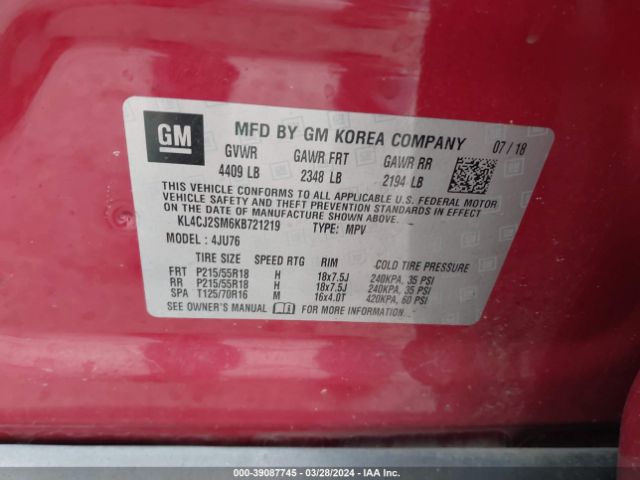 GM
MFD BY GM KOREA COMPANY 07/18
GVWR GAWR FRT GAWR RR
4409 LB 2348 LB 2194 LB
THIS VEHICLE CONFORMS TO ALL APPLICABLE U.S. FEDERAL MOTOR
VEHICLE SAFETY AND THEFT PREVENTION STANDARDS IN EFFECT
ON THE DATE OF MANUFACTURE SHOWN ABOVE.
KL4CJ2SM6KB721219 TYPE: MPV
MODEL: 4JU76
TIRE SIZE SPEED RTG RIM COLD TIRE PRESSURE
FRT P215/55R18 H 18x7.5J 240KPA, 35 PSI
RR P215/55R18 H 18x7.5J 240KPA, 35 PSI
SPA T125/70R16 M 16x4.0T 420KPA, 60 PSI
SEE OWNER'S MANUAL FOR MORE INFORMATION.
000-39087745 - 03/28/2024 - IAA Inc.